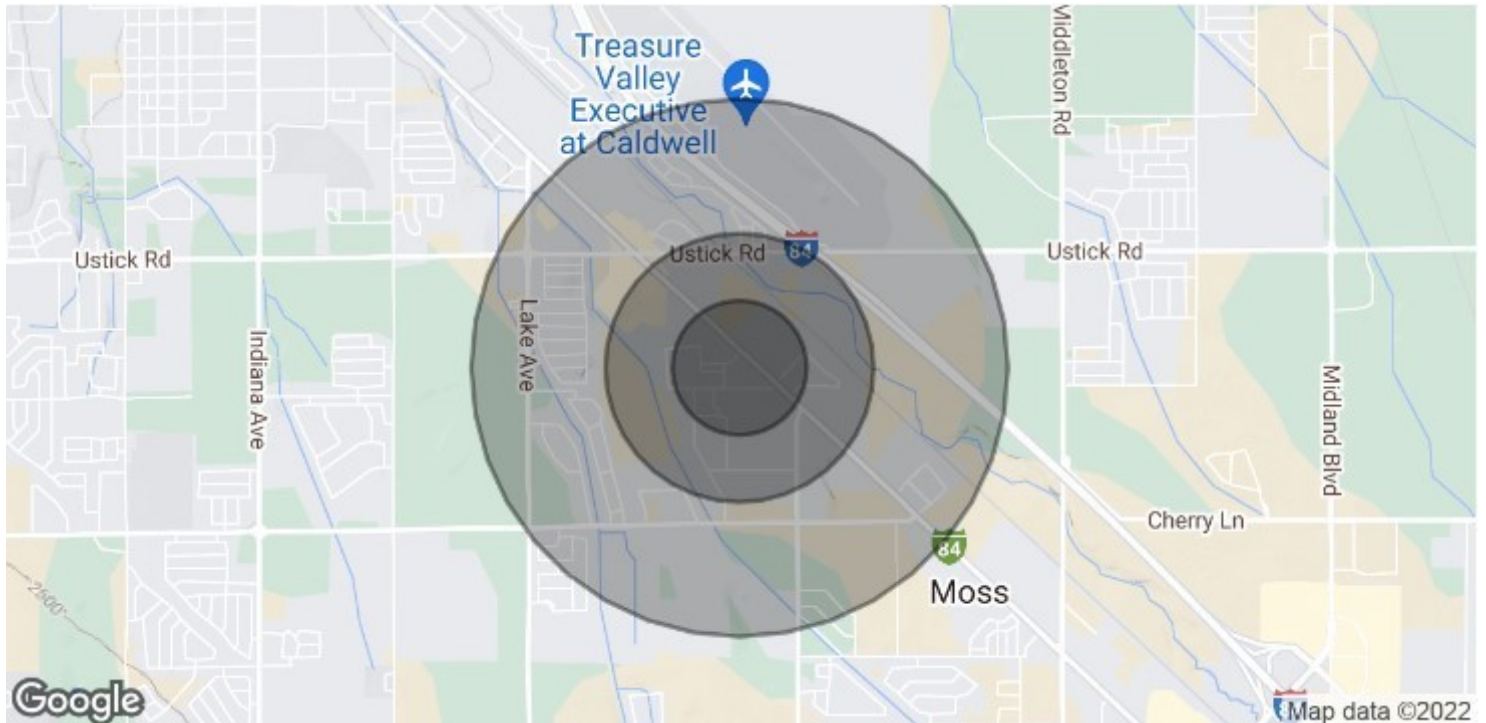 Treasure
Valley
Executive
at Caldwell
Middleton Rd
Ustick Rd
Ustick Rd
84
Ustick Rd
Lake Ave
Indiana Ave
Midland Blvd
Cherry Ln
84
Moss
2500'
Google
Map data ©2022